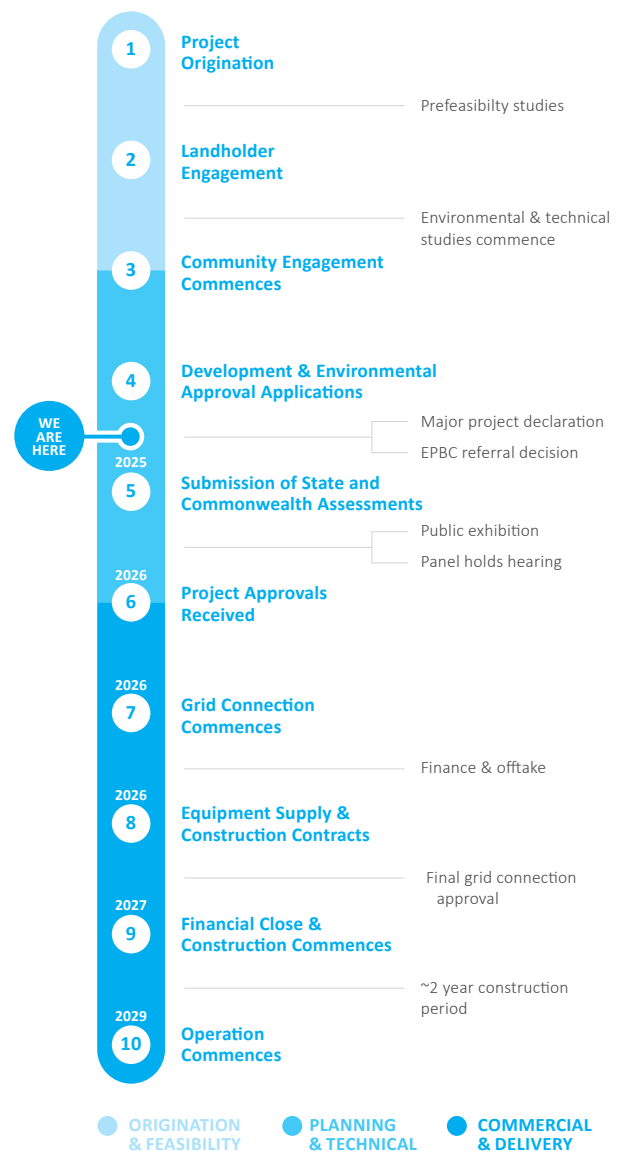 1
Project
Origination
Prefeasibilty studies
2
Landholder
Engagement
Environmental & technical
studies commence
3
Community Engagement
Commences
4
Development & Environmental
Approval Applications
WE
ARE
HERE
Major project declaration
EPBC referral decision
2025
5
Submission of State and
Commonwealth Assessments
Public exhibition
Panel holds hearing
2026
6
Project Approvals
Received
2026
7
Grid Connection
Commences
Finance & offtake
2026
8
Equipment Supply &
Construction Contracts
Final grid connection
approval
2027
9
Financial Close &
Construction Commences
~2 year construction
period
2029
10
Operation
Commences
ORIGINATION
& FEASIBILITY
PLANNING
& TECHNICAL
COMMERCIAL
& DELIVERY